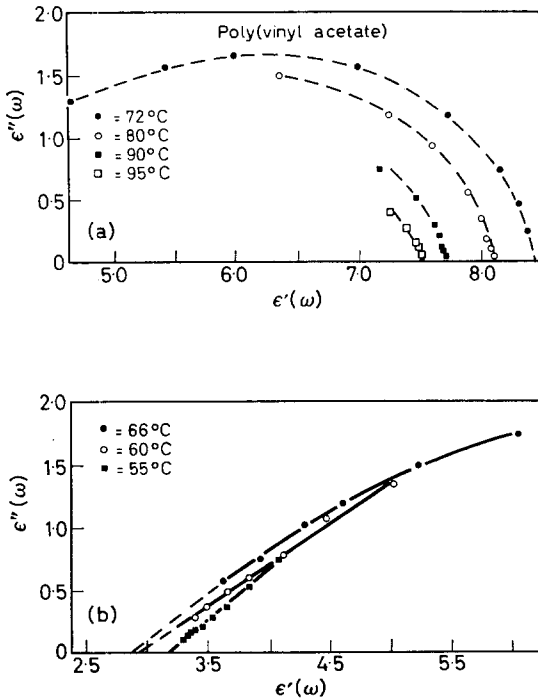 2·0
Poly(vinyl acetate)
1·5
ε"(ω)
1·0
• = 72°C
○ = 80°C
■ = 90°C
□ = 95°C
0·5
(a)
0
5·0 6·0 7·0 8·0
ε'(ω)
2·0
• = 66°C
○ = 60°C
■ = 55°C
1·5
ε"(ω)
1·0
0·5
(b)
0
2·5 3·5 4·5 5·5
ε'(ω)